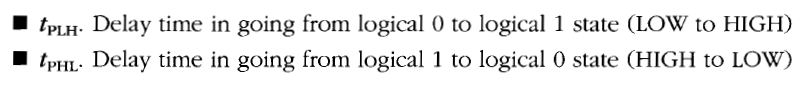 ■ tPLH. Delay time in going from logical 0 to logical 1 state (LOW to HIGH)
■ tPHL. Delay time in going from logical 1 to logical 0 state (HIGH to LOW)